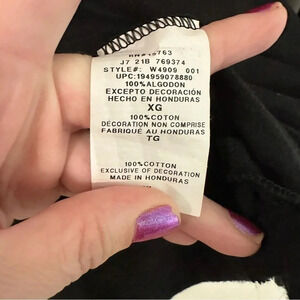 J7 21B 769374
STYLE#: W4909 001
UPC:194959078880
100%ALGODON
EXCEPTO DECORACIÓN
HECHO EN HONDURAS
XG
100%COTON
DÉCORATION NON COMPRISE
FABRIQUÉ AU HONDURAS
TG
100%COTTON
EXCLUSIVE OF DECORATION
MADE IN HONDURAS